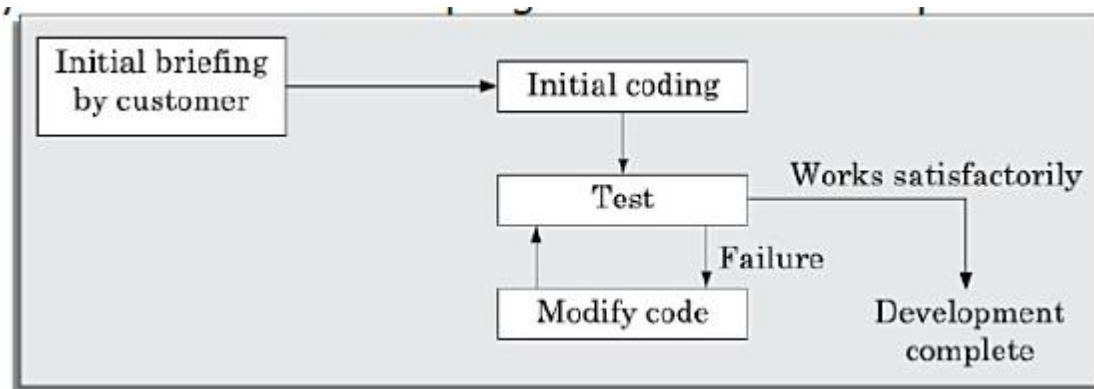 Initial briefing
by customer
Initial coding
Test
Works satisfactorily
Failure
Modify code
Development
complete